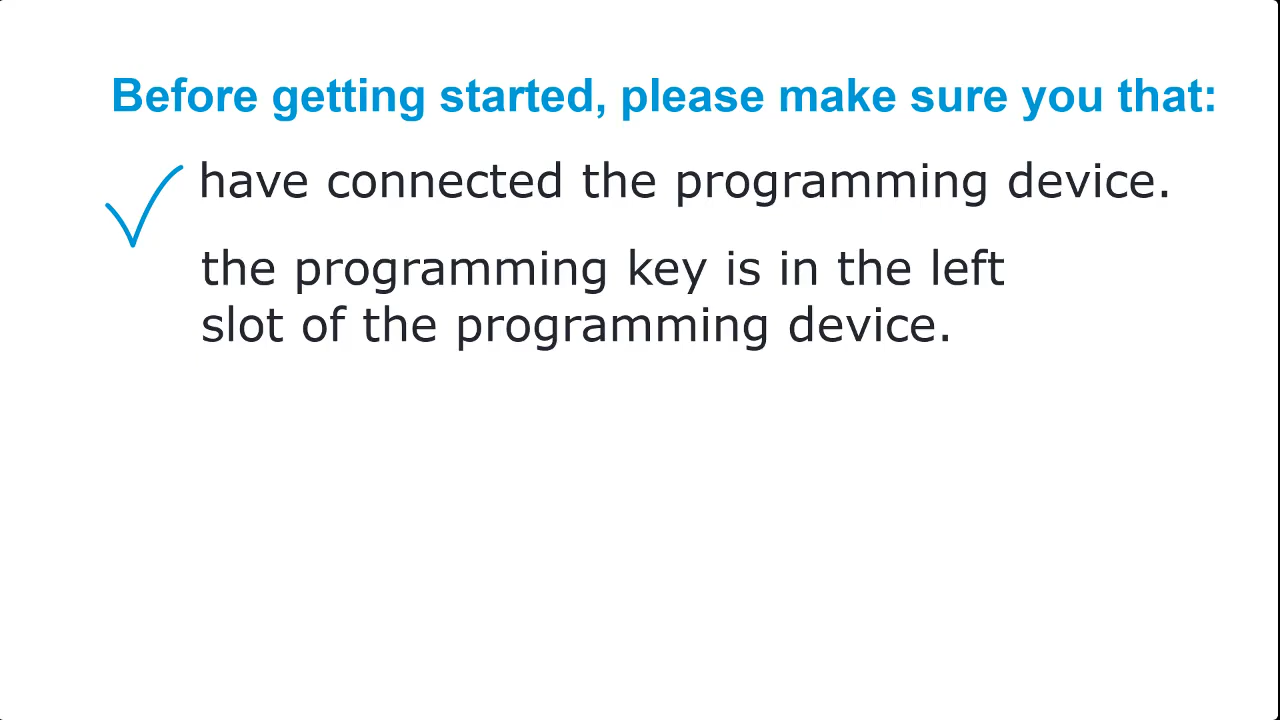 Before getting started, please make sure you that:
have connected the programming device.
the programming key is in the left
slot of the programming device.